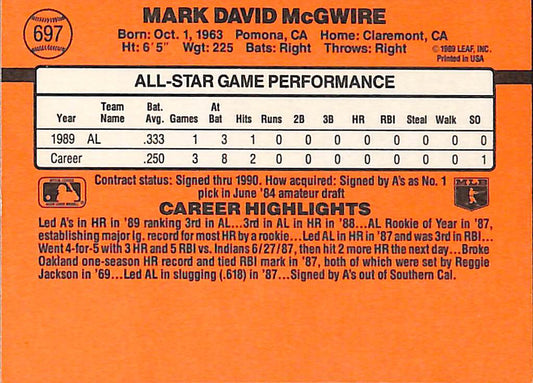 697
MARK DAVID McGWIRE
Born: Oct. 1, 1963 Pomona, CA Home: Claremont, CA
Ht: 6'5" Wgt: 225 Bats: Right Throws: Right
© 1989 LEAF, INC.
Printed in USA
ALL-STAR GAME PERFORMANCE
Year Team Name Bat. Avg. Games At Bat Hits Runs 2B 3B HR RBI Steal Walk SO
1989 AL .333 1 3 1 0 0 0 0 0 0 0 0
Career .250 3 8 2 0 0 0 0 0 0 0 1
Contract status: Signed thru 1990. How acquired: Signed by A's as No. 1
pick in June '84 amateur draft
MLB
CAREER HIGHLIGHTS
Led A's in HR in '89 ranking 3rd in AL...3rd in AL in HR in '88...AL Rookie of Year in '87,
establishing major lg. record for most HR by a rookie...Led AL in HR in '87 and was 3rd in RBI...
Went 4-for-5 with 3 HR and 5 RBI vs. Indians 6/27/87, then hit 2 more HR the next day...Broke
Oakland one-season HR record and tied RBI mark in '87, both of which were set by Reggie
Jackson in '69...Led AL in slugging (.618) in '87...Signed by A's out of Southern Cal.